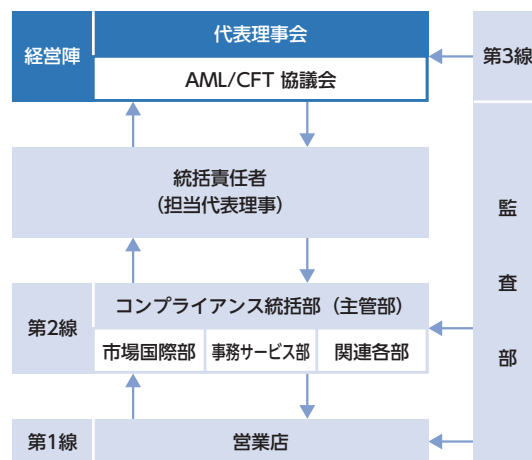 経営陣
代表理事会
AML/CFT 協議会
第3線
監査部
統括責任者
(担当代表理事)
第2線
コンプライアンス統括部(主管部)
市場国際部
事務サービス部
関連各部
第1線
営業店